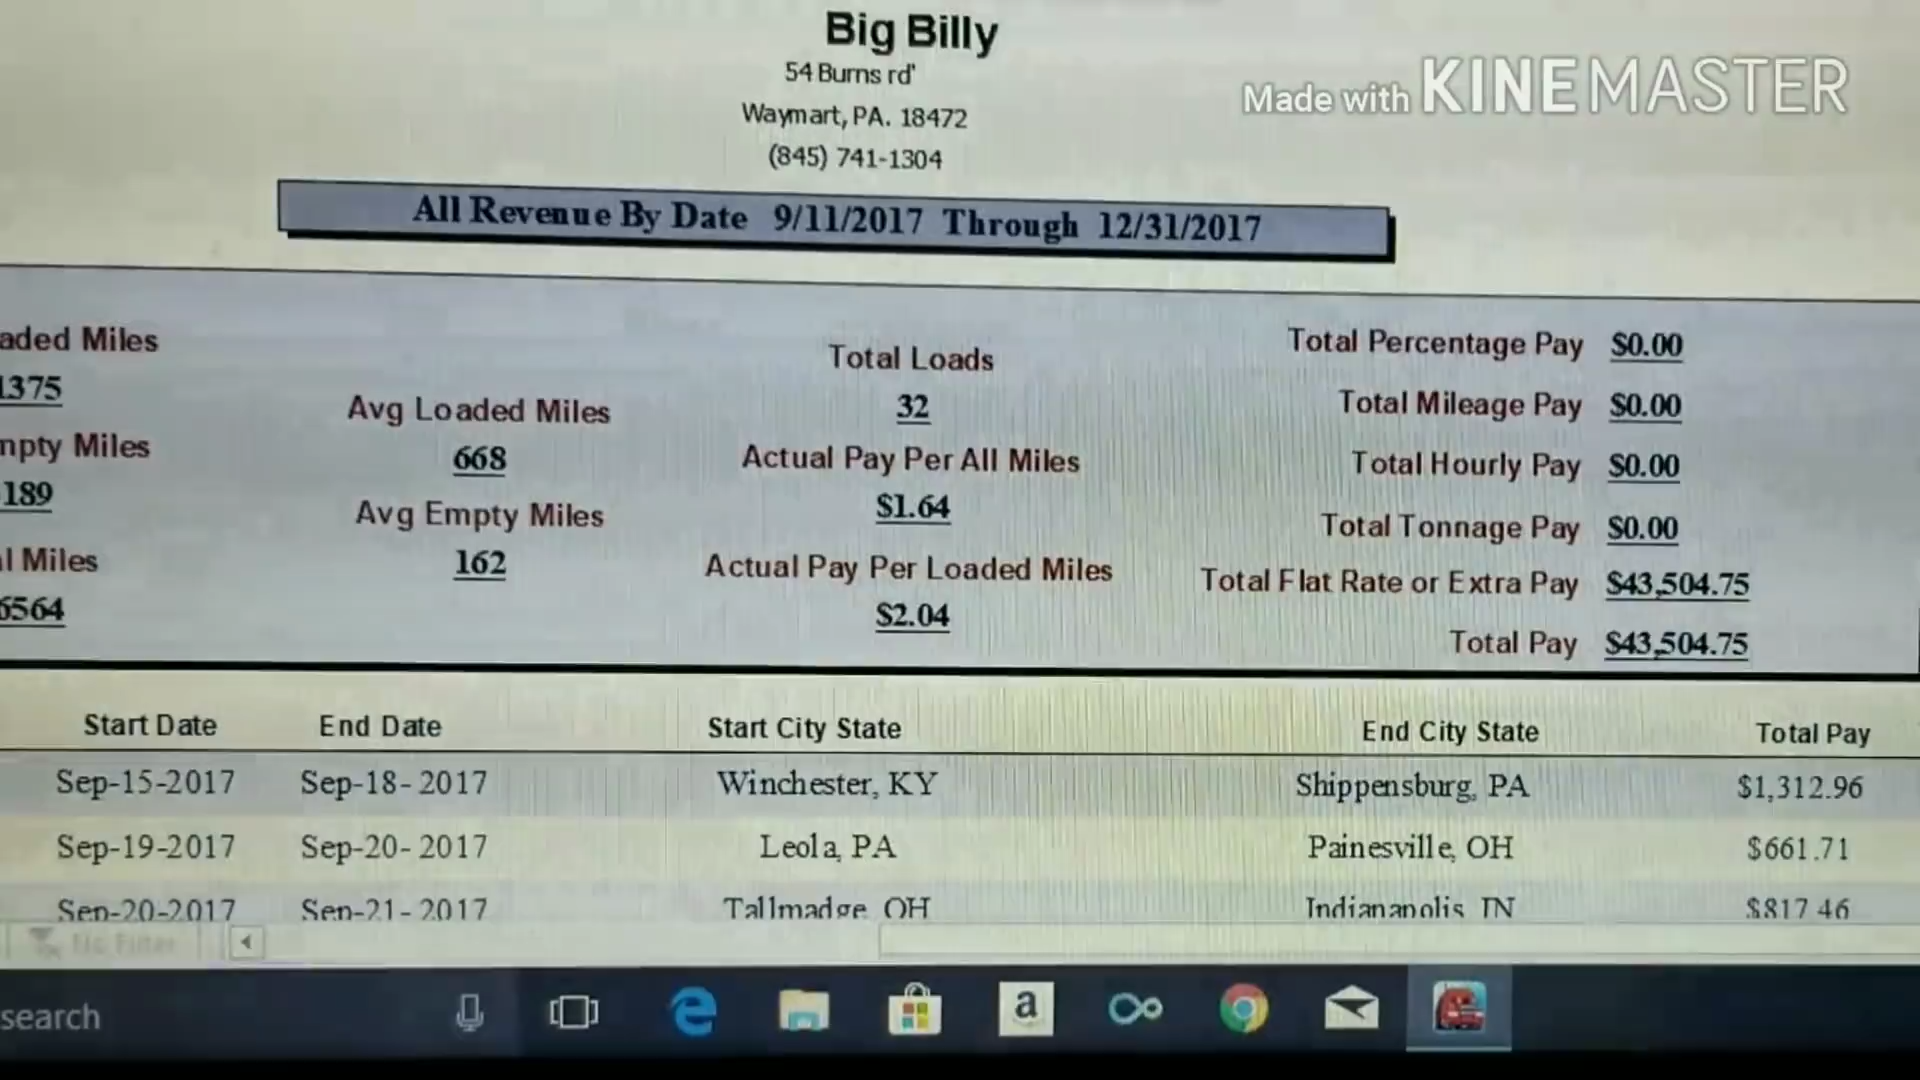 Big Billy
54 Burns rd'
Waymart, PA. 18472
(845) 741-1304
Made with KINEMASTER
All Revenue By Date 9/11/2017 Through 12/31/2017
aded Miles
1375
mpty Miles
189
l Miles
6564
Avg Loaded Miles
668
Avg Empty Miles
162
Total Loads
32
Actual Pay Per All Miles
$1.64
Actual Pay Per Loaded Miles
$2.04
Total Percentage Pay $0.00
Total Mileage Pay $0.00
Total Hourly Pay $0.00
Total Tonnage Pay $0.00
Total Flat Rate or Extra Pay $43,504.75
Total Pay $43,504.75
Start Date End Date Start City State End City State Total Pay
Sep-15-2017 Sep-18-2017 Winchester, KY Shippensburg, PA $1,312.96
Sep-19-2017 Sep-20-2017 Leola, PA Painesville, OH $661.71
Sep-20-2017 Sep-21-2017 Tallmadge, OH Indianapolis, IN $817.46
No Filter
search
a